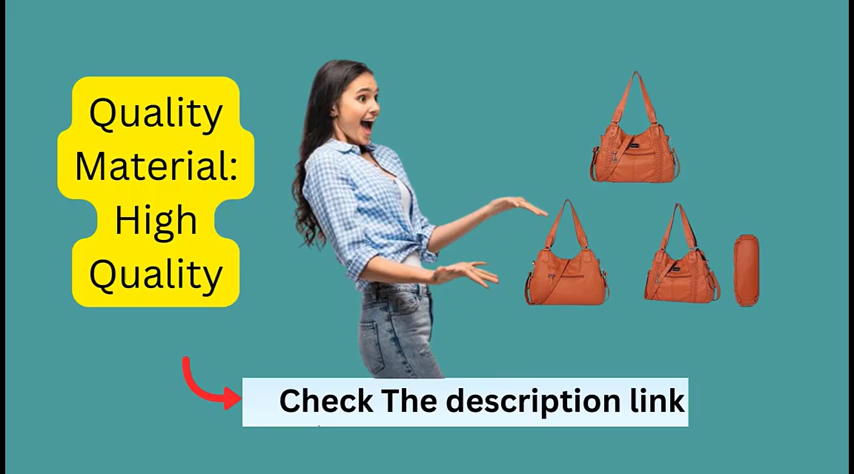 Quality
Material:
High
Quality
Check The description link